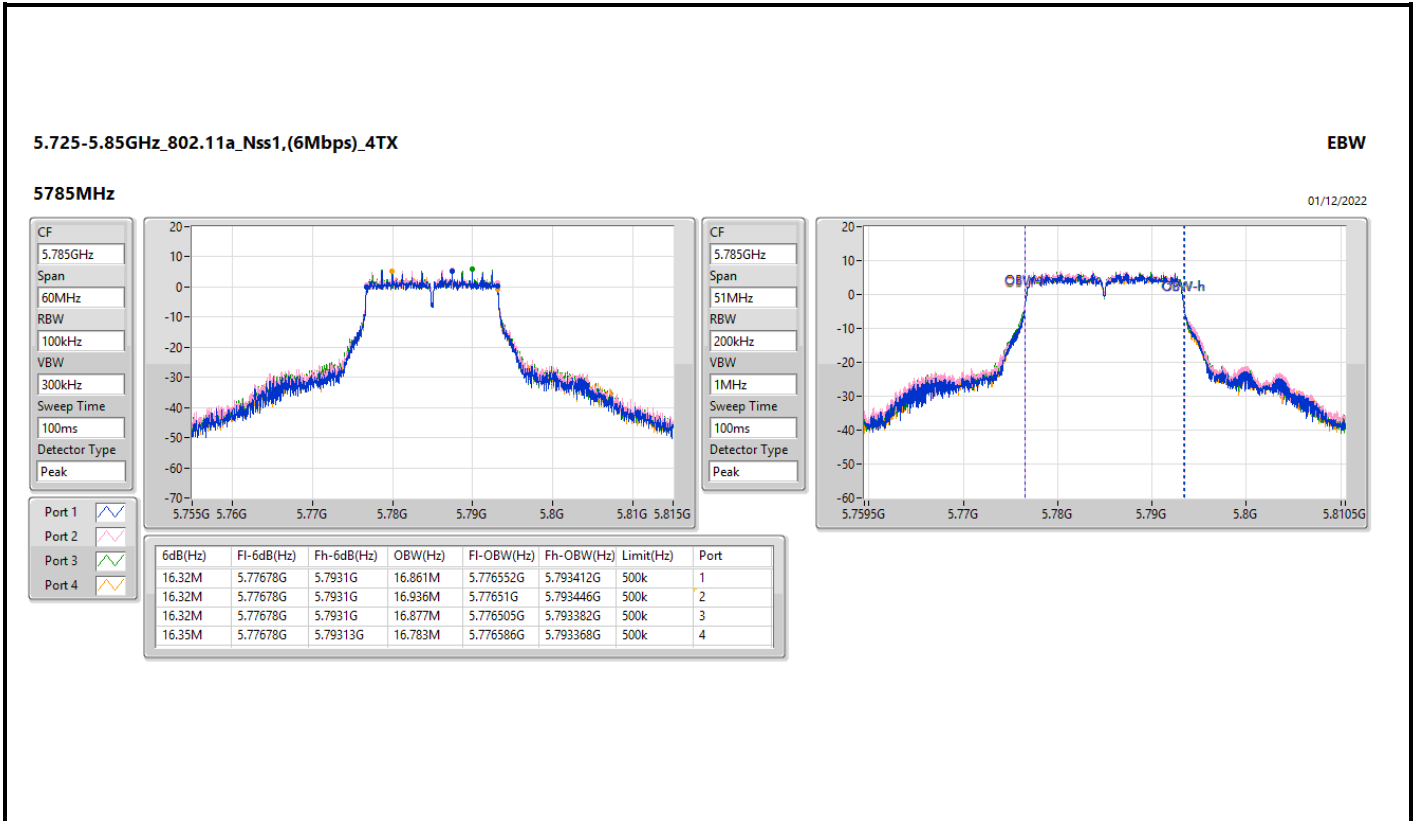 5.725-5.85GHz_802.11a_Nss1,(6Mbps)_4TX
EBW
5785MHz
01/12/2022
CF
5.785GHz
Span
60MHz
RBW
100kHz
VBW
300kHz
Sweep Time
100ms
Detector Type
Peak
20
10
0
-10
-20
-30
-40
-50
-60
-70
5.755G 5.76G 5.77G 5.78G 5.79G 5.8G 5.81G 5.815G
CF
5.785GHz
Span
51MHz
RBW
200kHz
VBW
1MHz
Sweep Time
100ms
Detector Type
Peak
20
10
0
-10
-20
-30
-40
-50
-60
OBW-h
5.7595G 5.77G 5.78G 5.79G 5.8G 5.8105G
Port 1
Port 2
Port 3
Port 4
6dB(Hz) Fl-6dB(Hz) Fh-6dB(Hz) OBW(Hz) Fl-OBW(Hz) Fh-OBW(Hz) Limit(Hz) Port
16.32M 5.77678G 5.7931G 16.861M 5.776552G 5.793412G 500k 1
16.32M 5.77678G 5.7931G 16.936M 5.77651G 5.793446G 500k 2
16.32M 5.77678G 5.7931G 16.877M 5.776505G 5.793382G 500k 3
16.35M 5.77678G 5.79313G 16.783M 5.776586G 5.793368G 500k 4